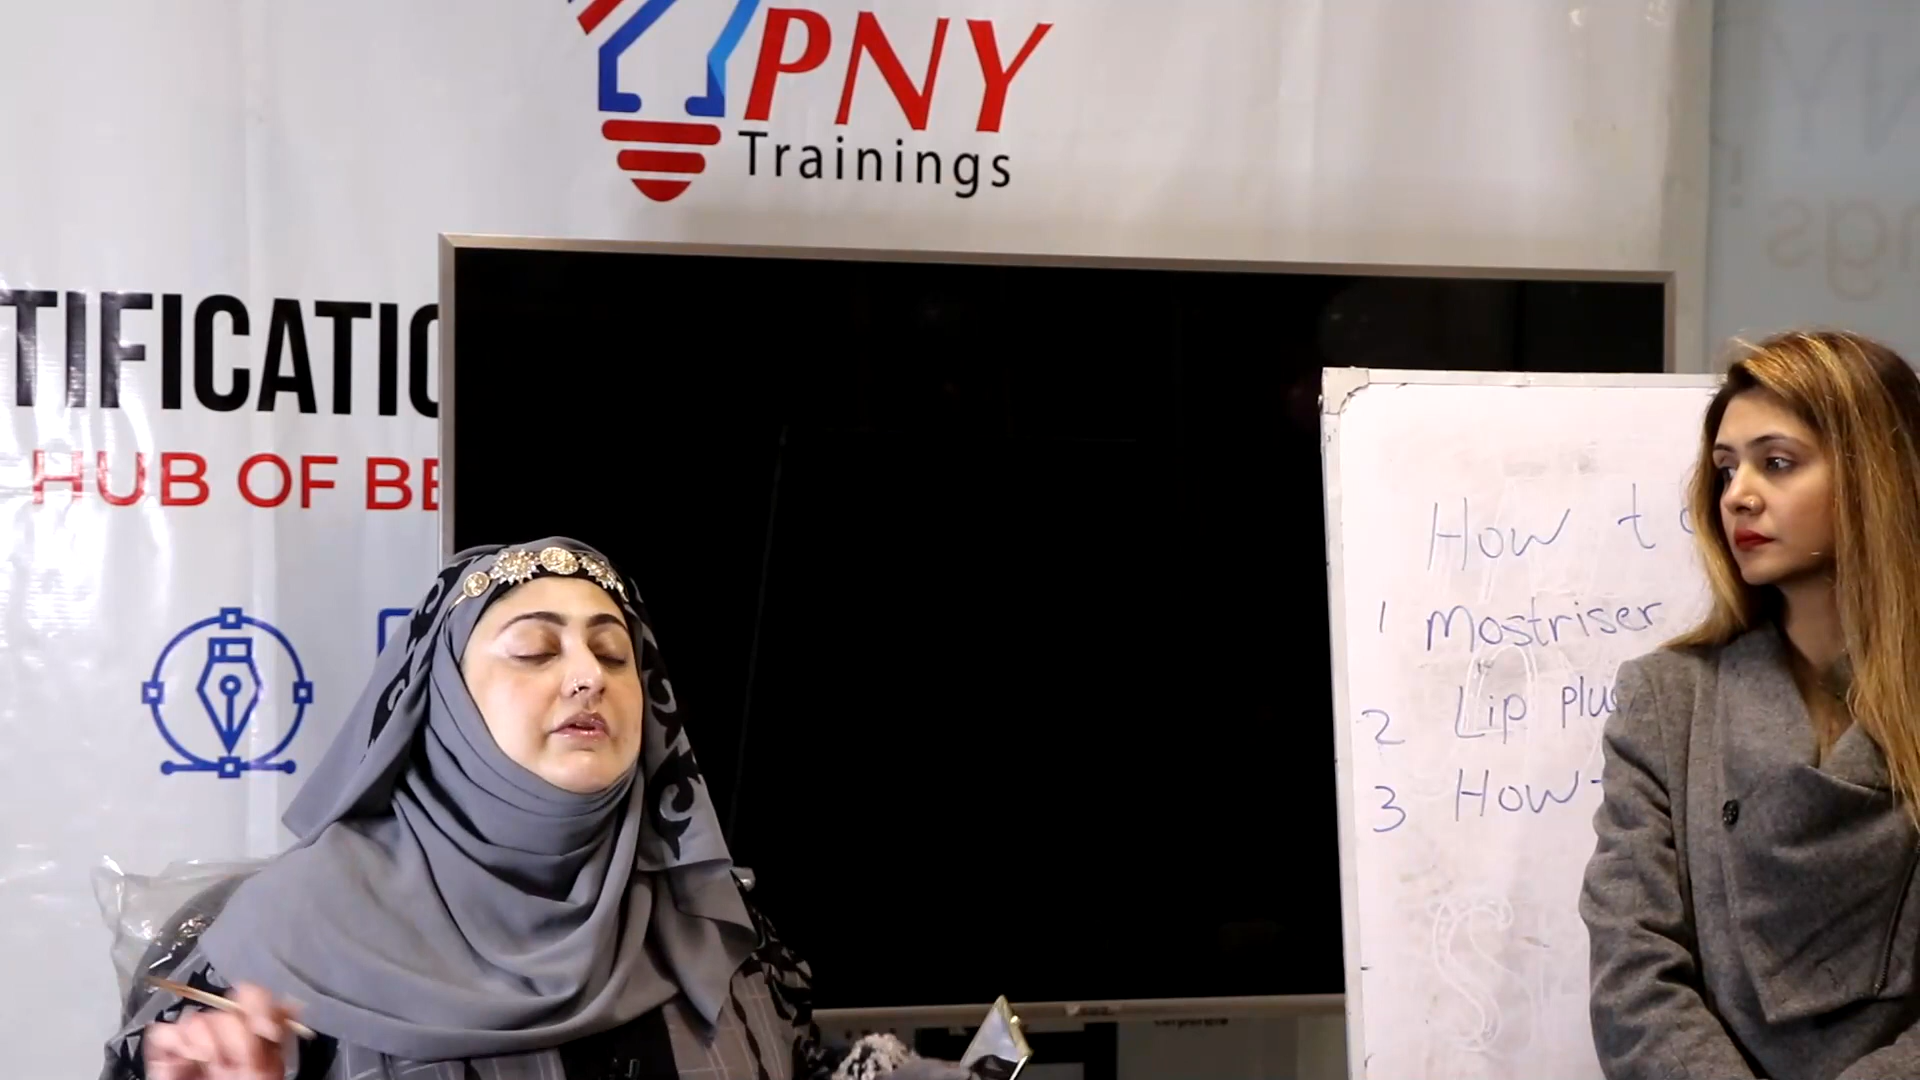 PNY
Trainings
TIFICATIO
HUB OF BE
How t
1 Mostriser
2 Lip plu
3 How